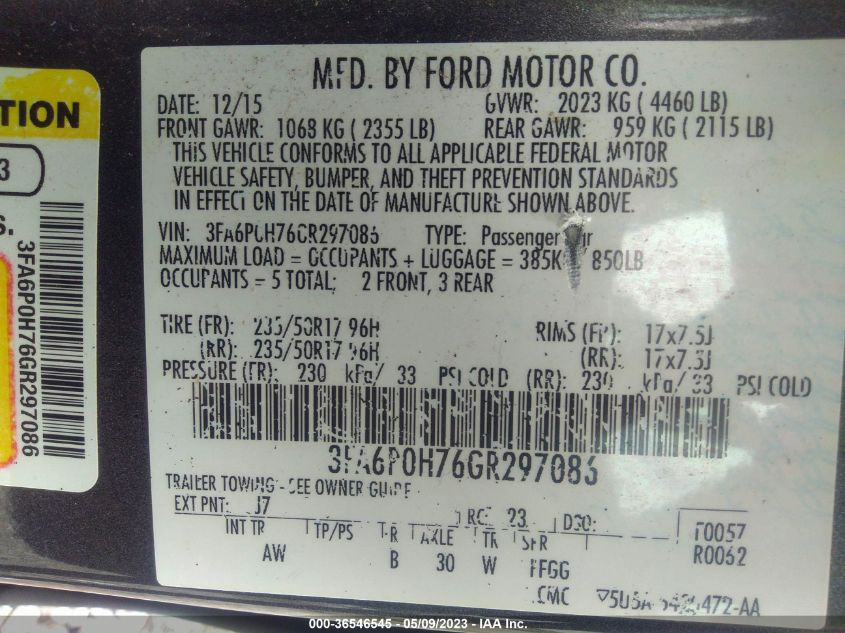 TION
3
S.
3FA6P0H76GR297086
MFD. BY FORD MOTOR CO.
DATE: 12/15 GVWR: 2023 KG ( 4460 LB)
FRONT GAWR: 1068 KG ( 2355 LB) REAR GAWR: 959 KG ( 2115 LB)
THIS VEHICLE CONFORMS TO ALL APPLICABLE FEDERAL MOTOR
VEHICLE SAFETY, BUMPER, AND THEFT PREVENTION STANDARDS
IN EFFECT ON THE DATE OF MANUFACTURE SHOWN ABOVE.
VIN: 3FA6P0H76GR297086 TYPE: Passenger
MAXIMUM LOAD = OCCUPANTS + LUGGAGE = 385K 850LB
OCCUPANTS = 5 TOTAL: 2 FRONT, 3 REAR
TIRE (FR): 235/50R17 96H RIMS (FR): 17x7.5J
(RR): 235/50R17 96H (RR): 17x7.5J
PRESSURE (FR): 230 kPa/ 33 PSI COLD (RR): 230 kPa/ 33 PSI COLD
3FA6P0H76GR297086
TRAILER TOWING - SEE OWNER GUIDE
EXT PNT: J7 RC: 23 DSO:
INT TR TP/PS T-R AXLE TR SPR T0057
AW B 30 W FFGG R0062
CMC
000-36546545 - 05/09/2023 - IAA Inc.